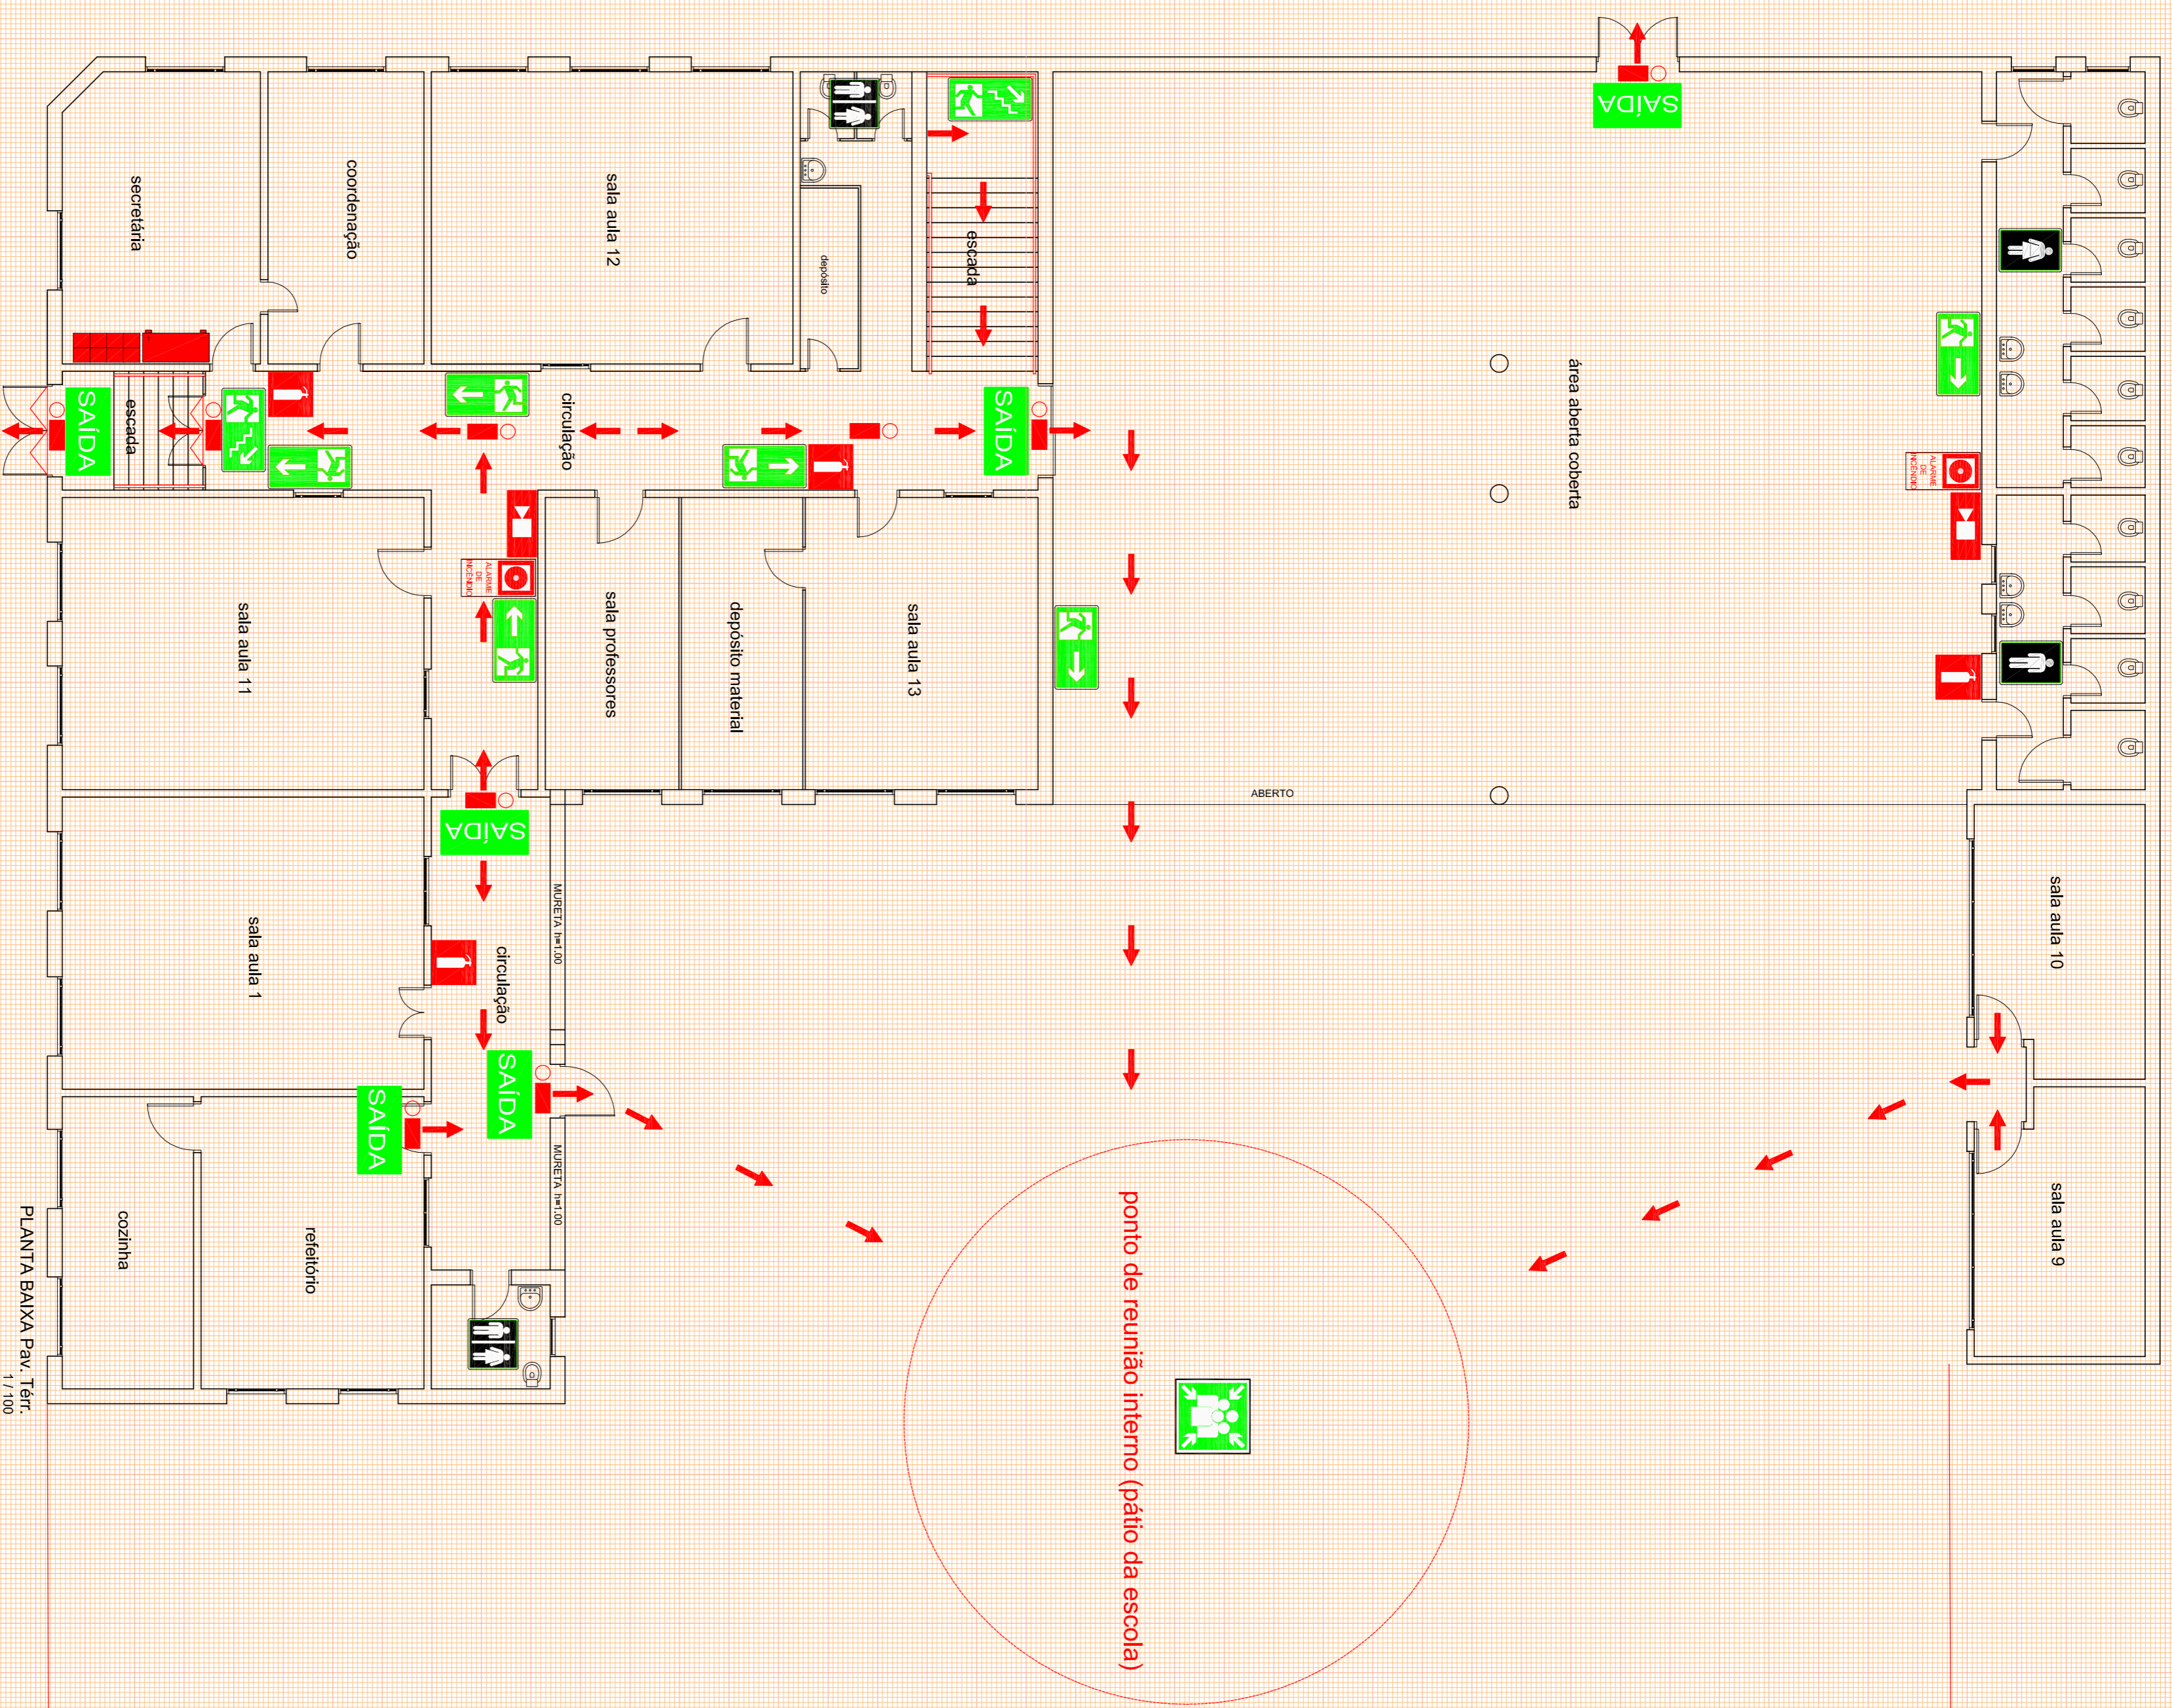 secretária
coordenação
sala aula 12
depósito
escada
SAÍDA
área aberta coberta
escada
SAÍDA
circulação
SAÍDA
ALARME
DE
INCÊNDIO
sala aula 11
ALARME
DE
INCÊNDIO
sala professores
depósito material
sala aula 13
SAÍDA
ABERTO
sala aula 1
circulação
MURETA h=1.00
sala aula 10
SAÍDA
SAÍDA
MURETA h=1.00
sala aula 9
cozinha
refeitório
ponto de reunião interno (pátio da escola)
PLANTA BAIXA Pav. Térr.
1 / 100